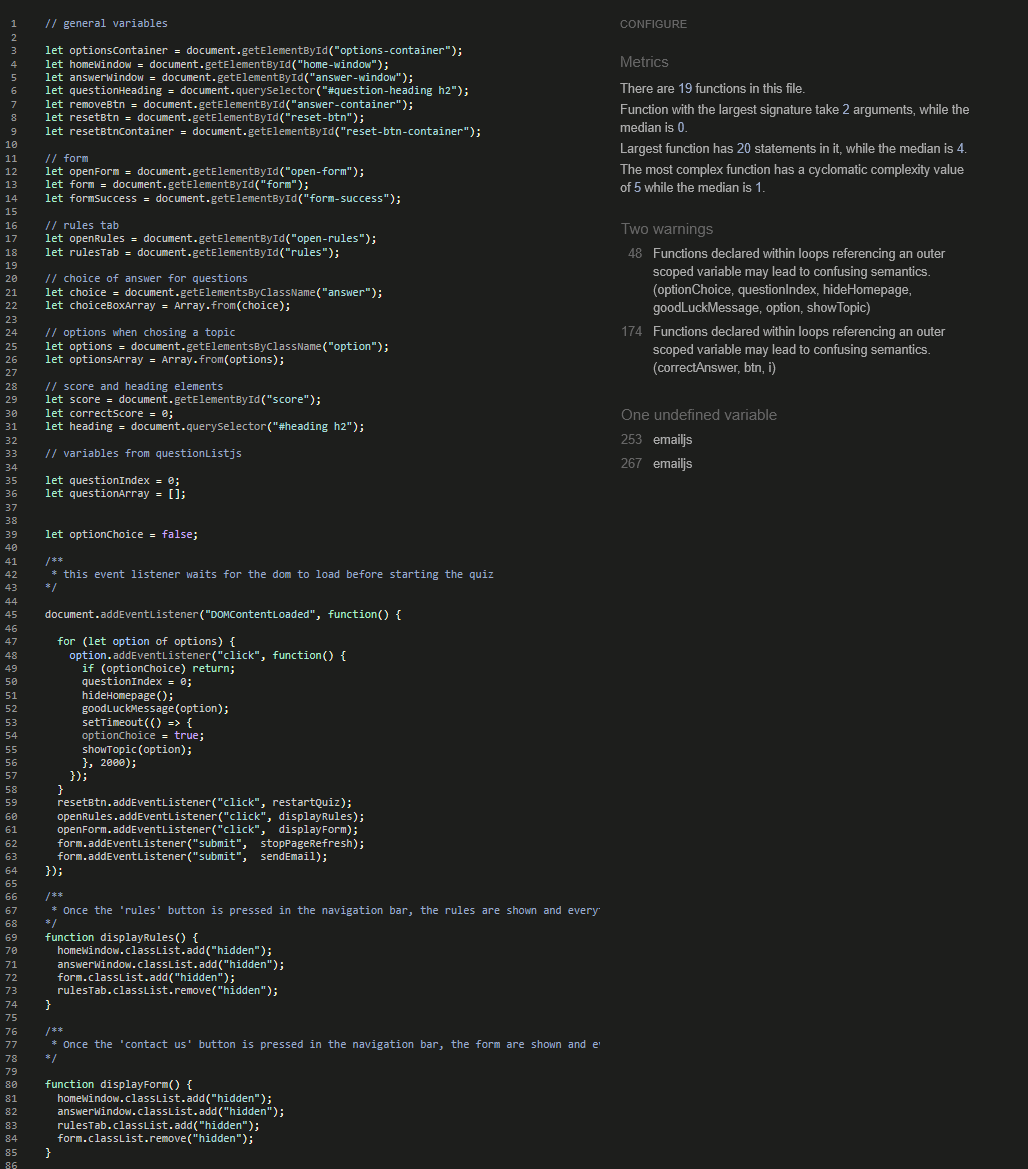 1 // general variables
2
3 let optionsContainer = document.getElementById("options-container");
4 let homeWindow = document.getElementById("home-window");
5 let answerWindow = document.getElementById("answer-window");
6 let questionHeading = document.querySelector("#question-heading h2");
7 let removeBtn = document.getElementById("answer-container");
8 let resetBtn = document.getElementById("reset-btn");
9 let resetBtnContainer = document.getElementById("reset-btn-container");
10
11 // form
12 let openForm = document.getElementById("open-form");
13 let form = document.getElementById("form");
14 let formSuccess = document.getElementById("form-success");
15
16 // rules tab
17 let openRules = document.getElementById("open-rules");
18 let rulesTab = document.getElementById("rules");
19
20 // choice of answer for questions
21 let choice = document.getElementsByClassName("answer");
22 let choiceBoxArray = Array.from(choice);
23
24 // options when chosing a topic
25 let options = document.getElementsByClassName("option");
26 let optionsArray = Array.from(options);
27
28 // score and heading elements
29 let score = document.getElementById("score");
30 let correctScore = 0;
31 let heading = document.querySelector("#heading h2");
32
33 // variables from questionListjs
34
35 let questionIndex = 0;
36 let questionArray = [];
37
38
39 let optionChoice = false;
40
41 /**
42 * this event listener waits for the dom to load before starting the quiz
43 */
44
45 document.addEventListener("DOMContentLoaded", function() {
46
47 for (let option of options) {
48 option.addEventListener("click", function() {
49 if (optionChoice) return;
50 questionIndex = 0;
51 hideHomepage();
52 goodLuckMessage(option);
53 setTimeout(() => {
54 optionChoice = true;
55 showTopic(option);
56 }, 2000);
57 });
58 }
59 resetBtn.addEventListener("click", restartQuiz);
60 openRules.addEventListener("click", displayRules);
61 openForm.addEventListener("click", displayForm);
62 form.addEventListener("submit", stopPageRefresh);
63 form.addEventListener("submit", sendEmail);
64 });
65
66 /**
67 * Once the 'rules' button is pressed in the navigation bar, the rules are shown and every
68 */
69 function displayRules() {
70 homeWindow.classList.add("hidden");
71 answerWindow.classList.add("hidden");
72 form.classList.add("hidden");
73 rulesTab.classList.remove("hidden");
74 }
75
76 /**
77 * Once the 'contact us' button is pressed in the navigation bar, the form are shown and e
78 */
79
80 function displayForm() {
81 homeWindow.classList.add("hidden");
82 answerWindow.classList.add("hidden");
83 rulesTab.classList.add("hidden");
84 form.classList.remove("hidden");
85 }
86
CONFIGURE
Metrics
There are 19 functions in this file.
Function with the largest signature take 2 arguments, while the
median is 0.
Largest function has 20 statements in it, while the median is 4.
The most complex function has a cyclomatic complexity value
of 5 while the median is 1.
Two warnings
48 Functions declared within loops referencing an outer
scoped variable may lead to confusing semantics.
(optionChoice, questionIndex, hideHomepage,
goodLuckMessage, option, showTopic)
174 Functions declared within loops referencing an outer
scoped variable may lead to confusing semantics.
(correctAnswer, btn, i)
One undefined variable
253 emailjs
267 emailjs